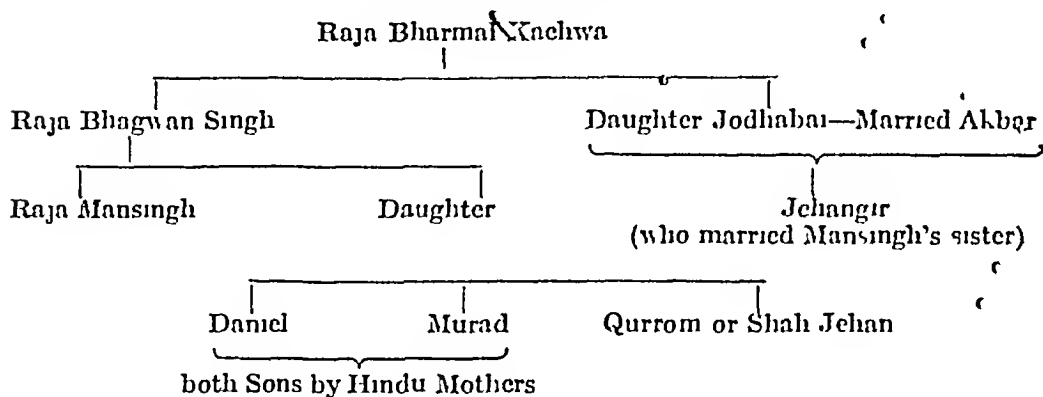 Raja Bharmal Kachwa
Raja Bhagwan Singh Daughter Jodhabai—Married Akbar
Raja Mansingh Daughter Jehangir
(who married Mansingh's sister)
Daniel Murad Qurrom or Shah Jehan
both Sons by Hindu Mothers